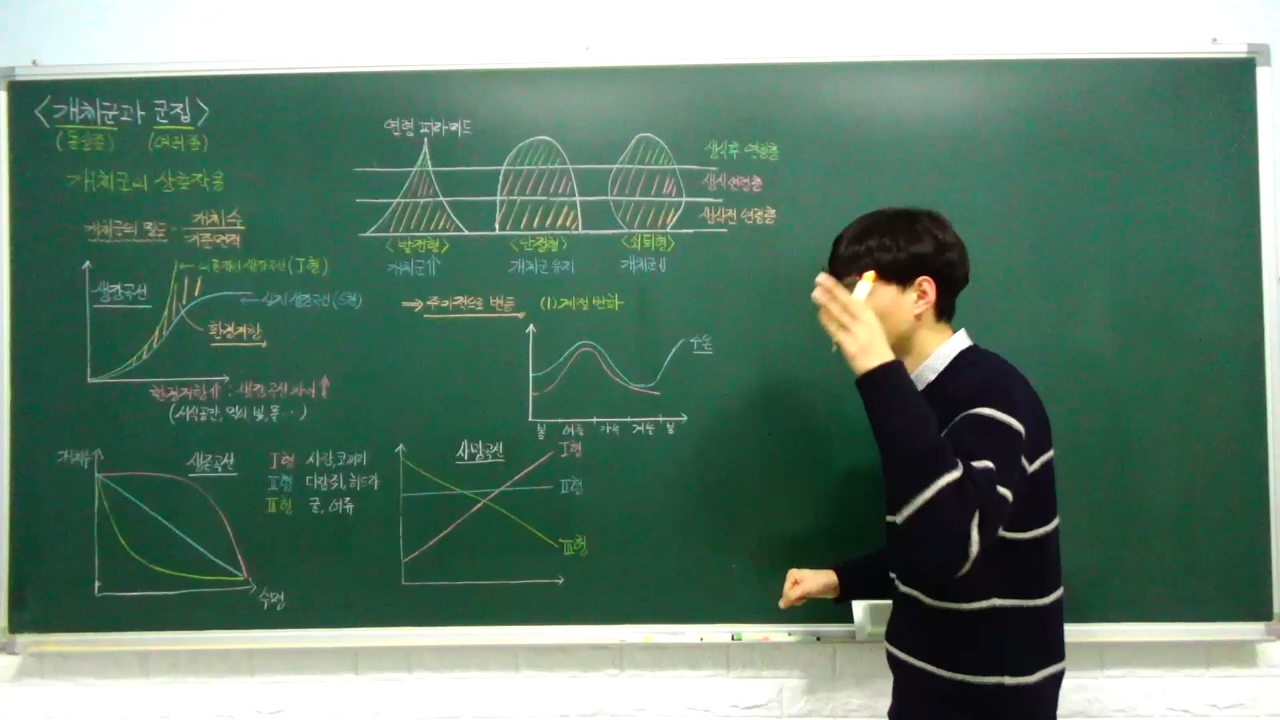 <개체군과 군집>
(동일종) (여러종)
개체군의 상호작용
개체군의 밀도 = 개체수
서식면적
생장곡선
이론적 생장곡선 (J형)
실제 생장곡선 (S형)
환경저항
환경저항↑ : 생장곡선 차이↑
(서식공간, 먹이, 빛, 물 ··)
개체수
생존곡선
수명
I형 사람, 코끼리
II형 다람쥐, 히드라
III형 굴, 어류
연령 피라미드
생식후 연령층
생식 연령층
생식전 연령층
<발전형> <안정형> <쇠퇴형>
개체군↑ 개체군 유지 개체군↓
⇒ 주기적으로 변동 (1). 계절 변화
수온
봄 여름 가을 겨울 봄
사망곡선
I형
II형
III형